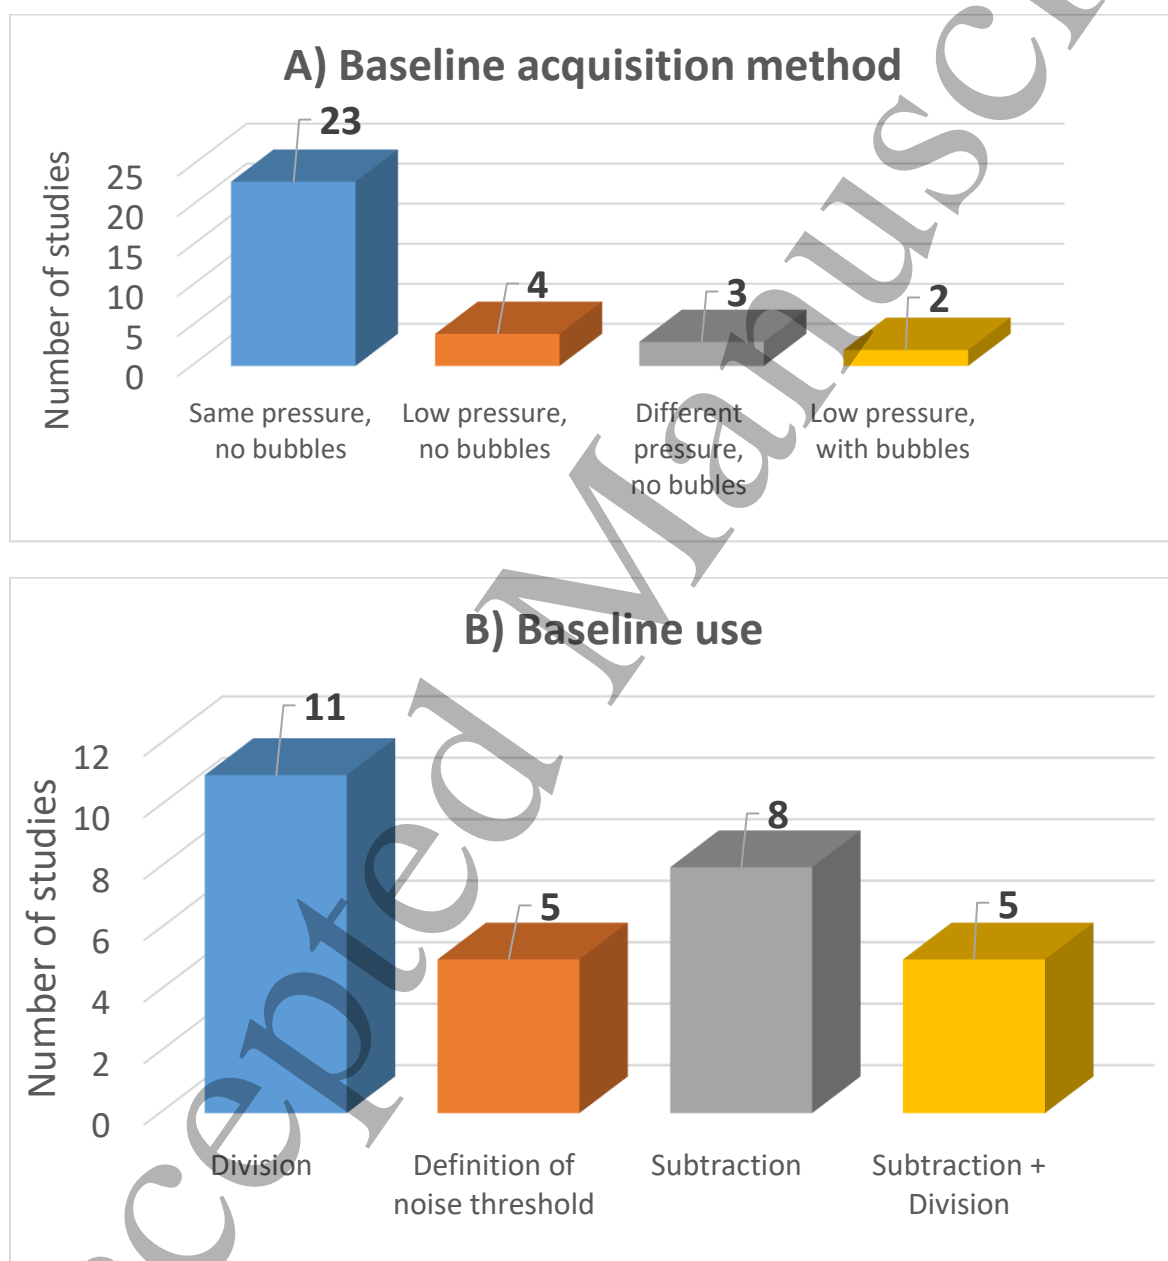 A) Baseline acquisition method
Number of studies
25
20
15
10
5
0
23
4
3
2
Same pressure,
no bubbles
Low pressure,
no bubbles
Different
pressure,
no bubles
Low pressure,
with bubbles
B) Baseline use
Number of studies
12
10
8
6
4
2
0
11
5
8
5
Division
Definition of
noise threshold
Subtraction
Subtraction +
Division
cepted Manuscr